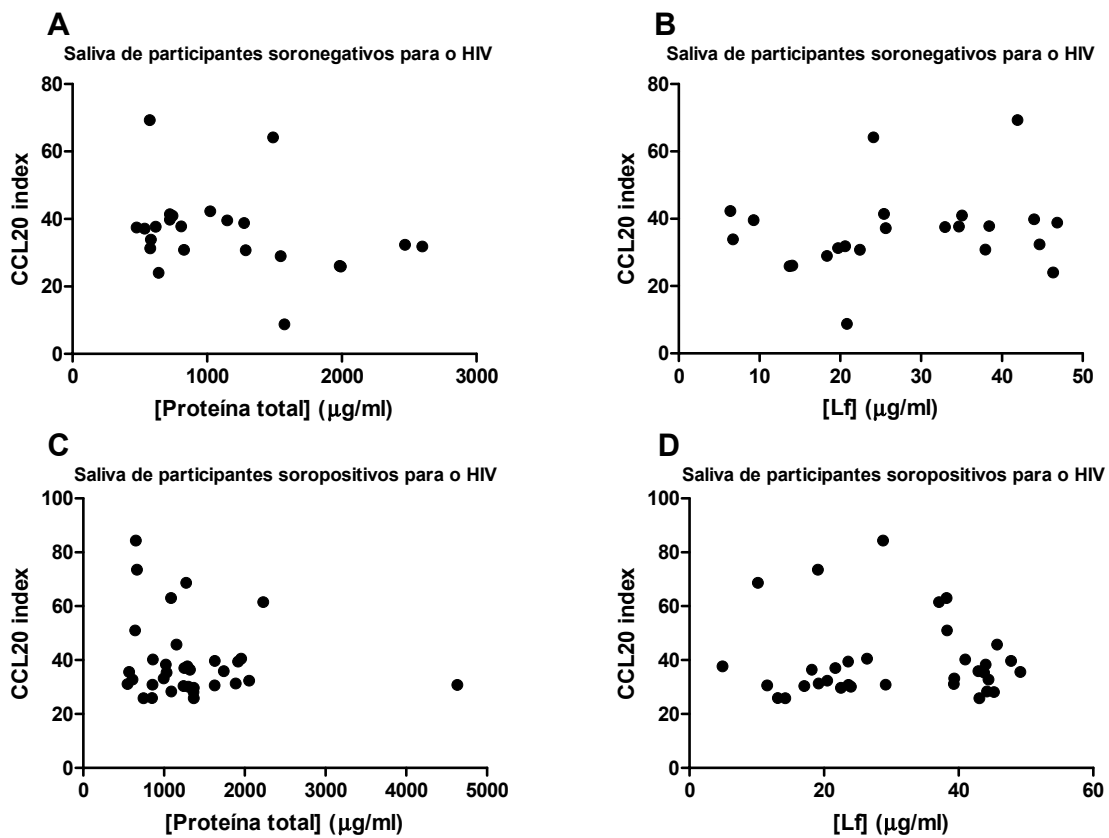 A
Saliva de participantes soronegativos para o HIV
80
60
40
20
0
CCL20 index
0 1000 2000 3000
[Proteína total] (µg/ml)
B
Saliva de participantes soronegativos para o HIV
80
60
40
20
0
CCL20 index
0 10 20 30 40 50
[Lf] (µg/ml)
C
Saliva de participantes soropositivos para o HIV
100
80
60
40
20
0
CCL20 index
0 1000 2000 3000 4000 5000
[Proteína total] (µg/ml)
D
Saliva de participantes soropositivos para o HIV
100
80
60
40
20
0
CCL20 index
0 20 40 60
[Lf] (µg/ml)